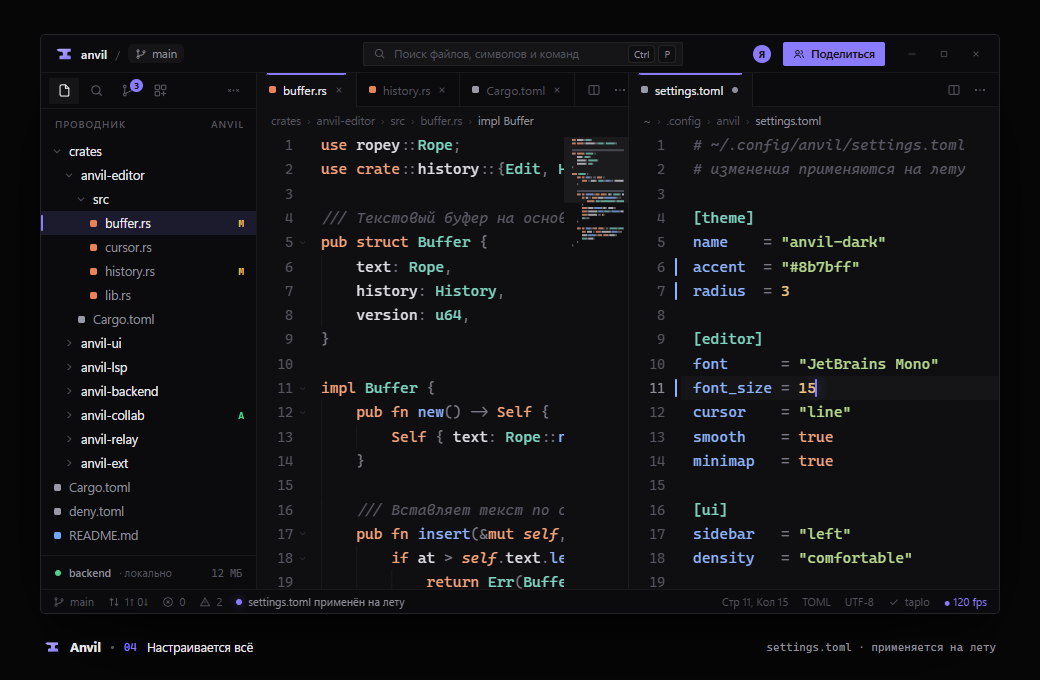 anvil / main
Поиск файлов, символов и команд Ctrl P
Я Поделиться
3
ПРОВОДНИК ANVIL
crates
anvil-editor
src
buffer.rs M
cursor.rs
history.rs M
lib.rs
Cargo.toml
anvil-ui
anvil-lsp
anvil-backend
anvil-collab A
anvil-relay
anvil-ext
Cargo.toml
deny.toml
README.md
backend · локально 12 МБ
buffer.rs × history.rs × Cargo.toml ×
crates › anvil-editor › src › buffer.rs › impl Buffer
1 use ropey::Rope;
2 use crate::history::{Edit, H
3
4 /// Текстовый буфер на основ
5 pub struct Buffer {
6 text: Rope,
7 history: History,
8 version: u64,
9 }
10
11 impl Buffer {
12 pub fn new() -> Self {
13 Self { text: Rope::n
14 }
15
16 /// Вставляет текст по
17 pub fn insert(&mut self,
18 if at > self.text.le
19 return Err(Buffe
settings.toml ●
~ › .config › anvil › settings.toml
1 # ~/.config/anvil/settings.toml
2 # изменения применяются на лету
3
4 [theme]
5 name = "anvil-dark"
6 accent = "#8b7bff"
7 radius = 3
8
9 [editor]
10 font = "JetBrains Mono"
11 font_size = 15
12 cursor = "line"
13 smooth = true
14 minimap = true
15
16 [ui]
17 sidebar = "left"
18 density = "comfortable"
19
main ↑↓ 1↑ 0↓ 0 2 settings.toml применён на лету
Стр 11, Кол 15 TOML UTF-8 taplo 120 fps
Anvil • 04 Настраивается всё
settings.toml · применяется на лету